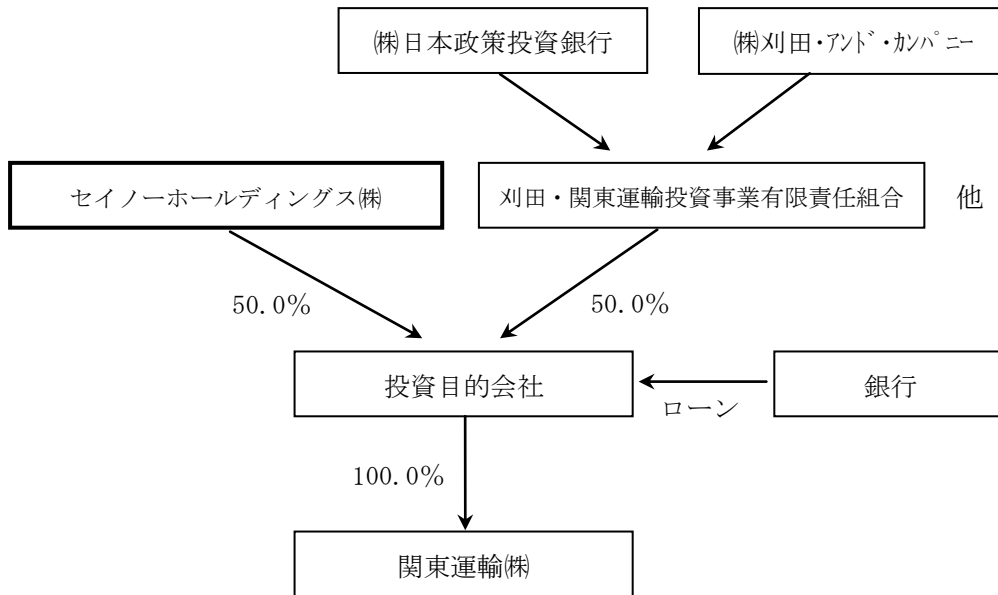 ㈱日本政策投資銀行
㈱刈田・ｱﾝﾄﾞ・ｶﾝﾊﾟﾆｰ
セイノーホールディングス㈱
刈田・関東運輸投資事業有限責任組合
他
50.0％
50.0％
投資目的会社
銀行
ローン
100.0％
関東運輸㈱